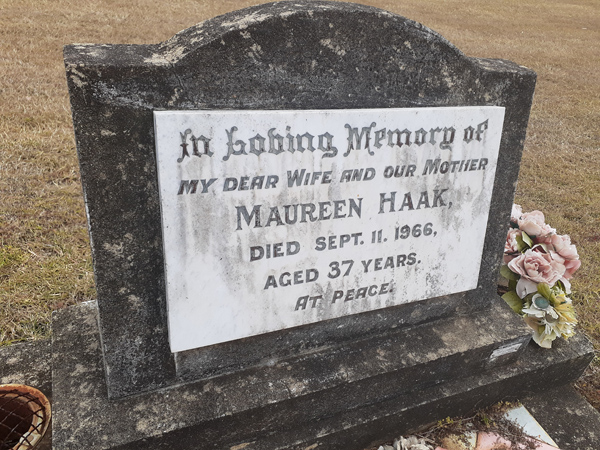 In Loving Memory of
MY DEAR WIFE AND OUR MOTHER
MAUREEN HAAK,
DIED SEPT. 11. 1966,
AGED 37 YEARS.
AT PEACE.